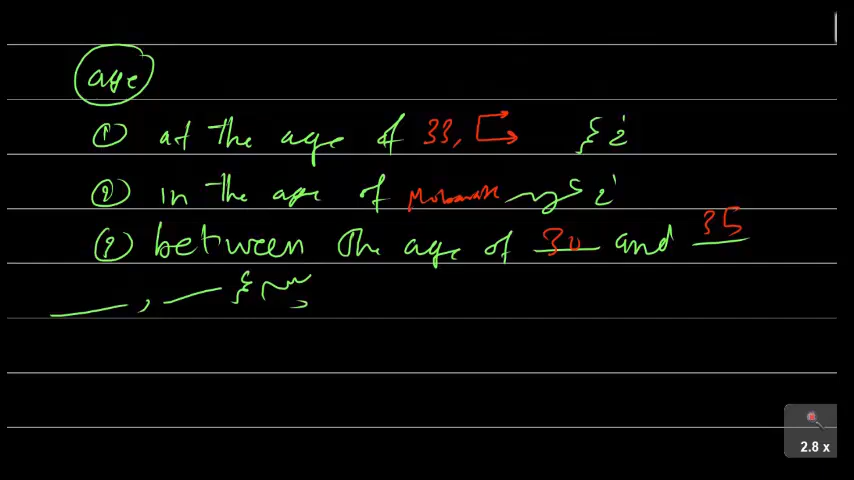 age
① at the age of 33,
② in the age of
③ between the age of 30 and 35
,
2.8 x